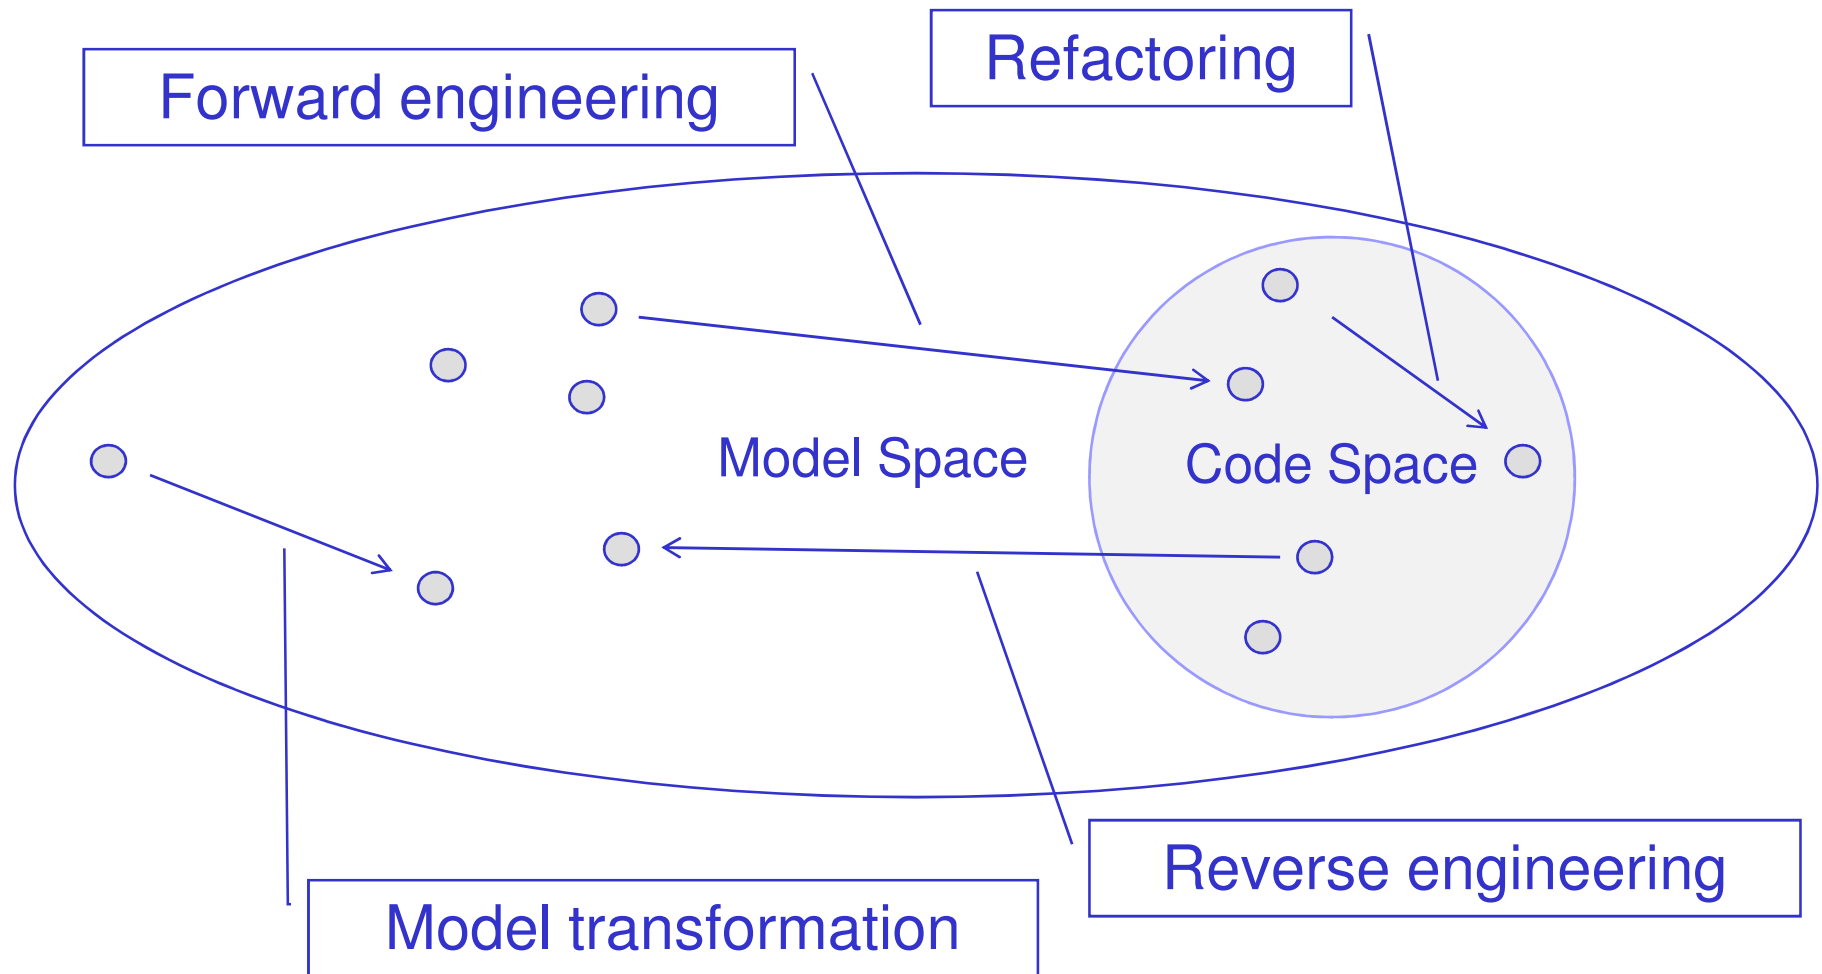 Refactoring
Forward engineering
Model Space
Code Space
Reverse engineering
Model transformation